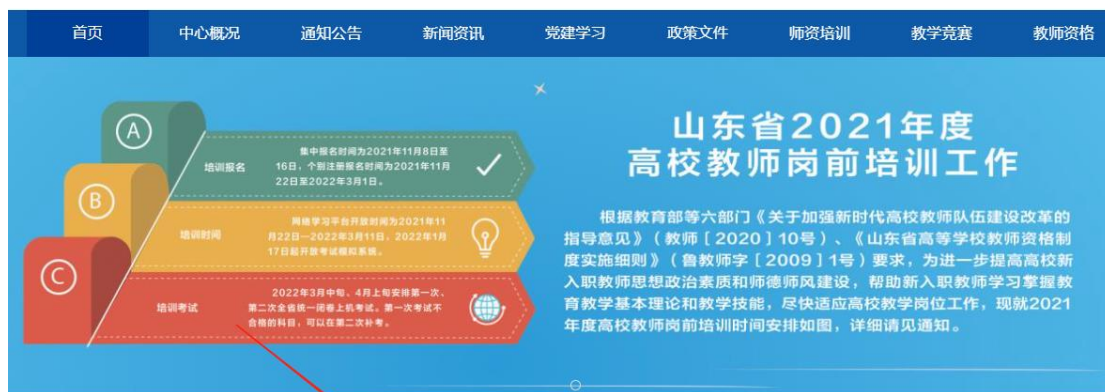 首页 中心概况 通知公告 新闻资讯 党建学习 政策文件 师资培训 教学竞赛 教师资格
A
培训报名
集中报名时间为2021年11月8日至
16日，个别注册报名时间为2021年11月
22日至2022年3月1日。
B
培训时间
网络学习平台开放时间为2021年11
月22日—2022年3月11日，2022年1月
17日起开放考试模拟系统。
C
培训考试
2022年3月中旬、4月上旬安排第一次、
第二次全省统一闭卷上机考试。第一次考试不
合格的科目，可以在第二次补考。
山东省2021年度
高校教师岗前培训工作
根据教育部等六部门《关于加强新时代高校教师队伍建设改革的
指导意见》（教师［2020］10号）、《山东省高等学校教师资格制
度实施细则》（鲁教师字［2009］1号）要求，为进一步提高高校新
入职教师思想政治素质和师德师风建设，帮助新入职教师学习掌握教
育教学基本理论和教学技能，尽快适应高校教学岗位工作，现就2021
年度高校教师岗前培训时间安排如图，详细请见通知。